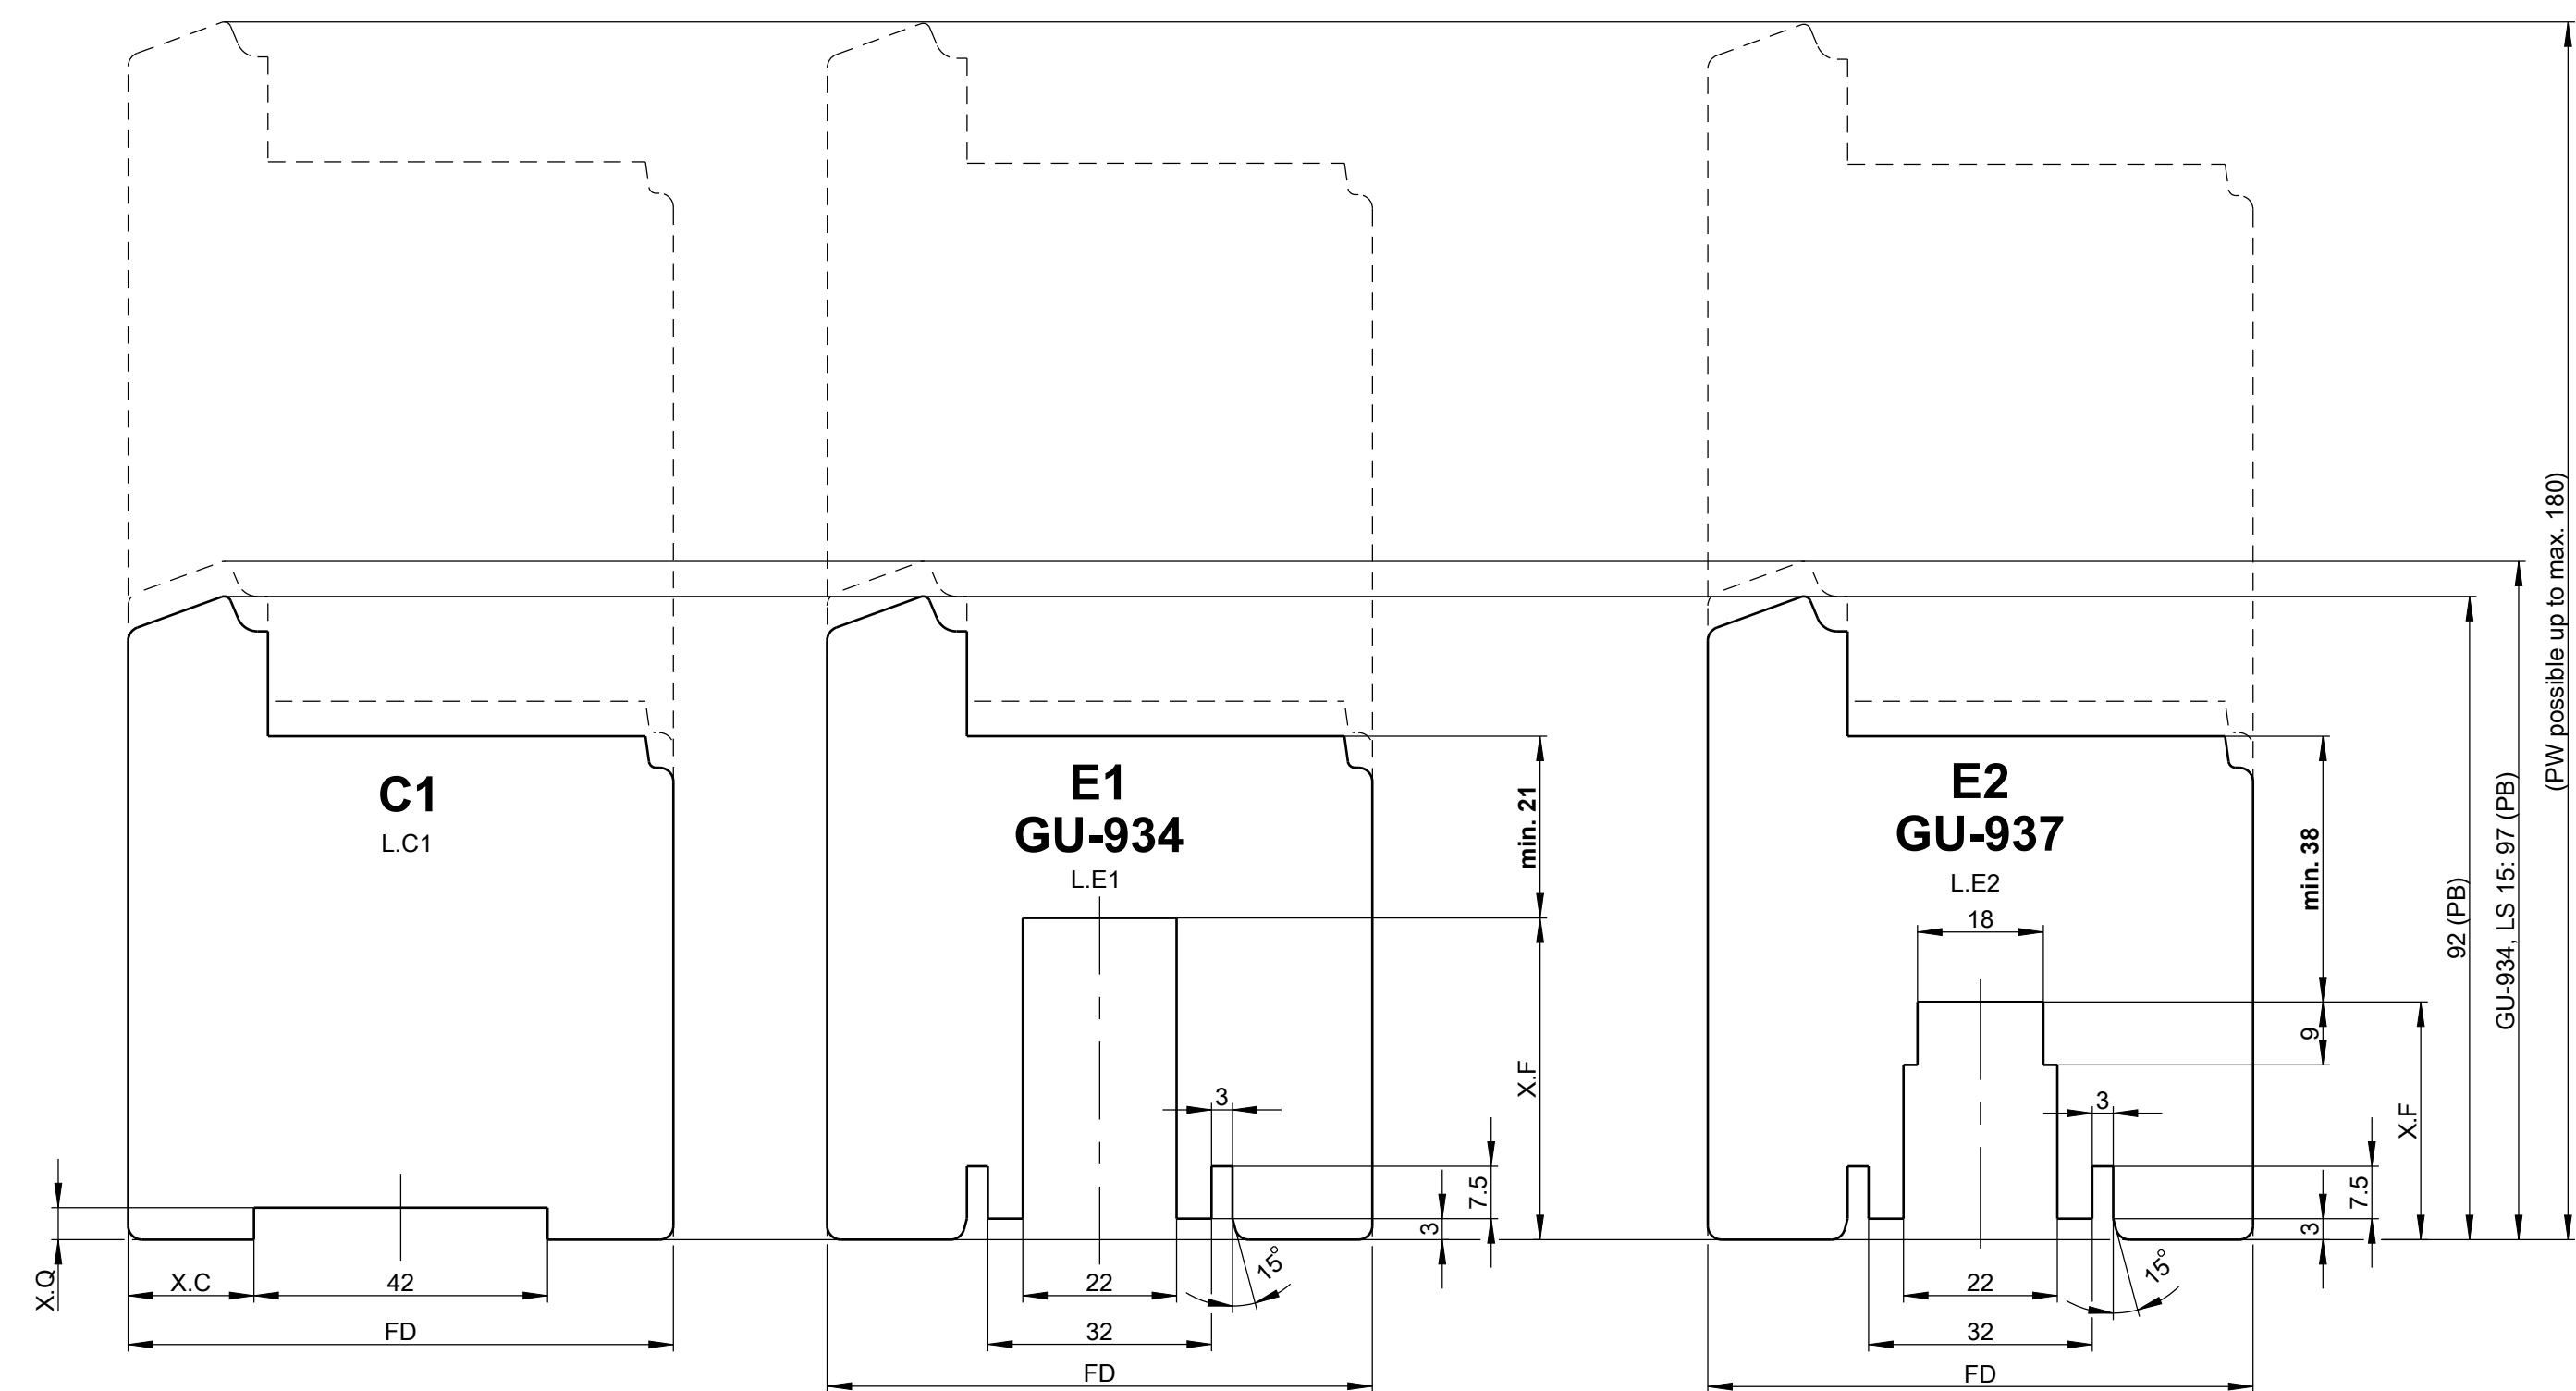 C1
L.C1
X.Q
X.C
42
FD
E1
GU-934
L.E1
min. 21
X.F
3
7.5
3
15°
22
32
FD
E2
GU-937
L.E2
18
min. 38
9
X.F
3
7.5
3
15°
22
32
FD
92 (PB)
GU-934, LS 15: 97 (PB)
(PW possible up to max. 180)